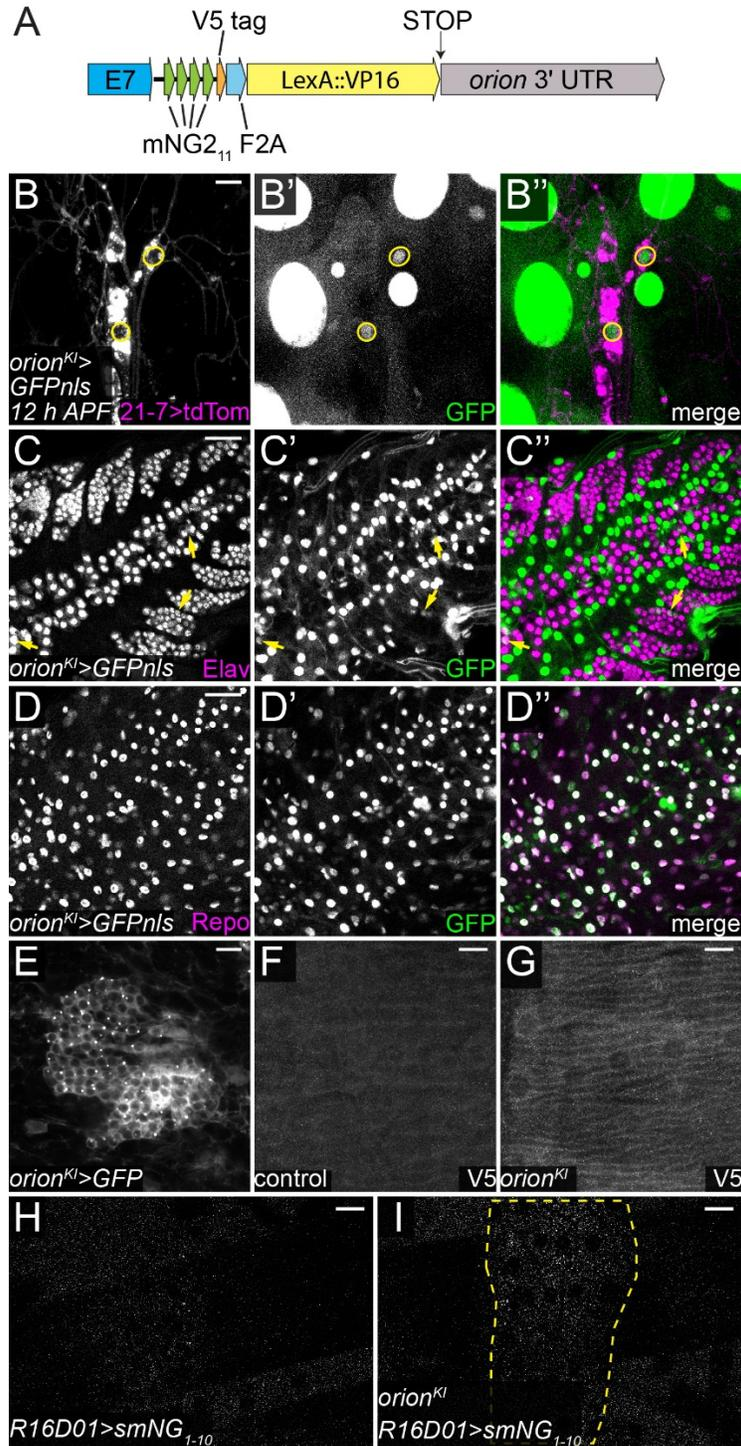 A
V5 tag
STOP
E7
LexA::VP16
orion 3' UTR
mNG2₁₁ F2A
B
orionᴷᴵ>
GFPnls
12 h APF
21-7>tdTom
B'
GFP
B''
merge
C
orionᴷᴵ>GFPnls
Elav
C'
GFP
C''
merge
D
orionᴷᴵ>GFPnls
Repo
D'
GFP
D''
merge
E
orionᴷᴵ>GFP
F
control
V5
G
orionᴷᴵ
V5
H
R16D01>smNG₁₋₁₀
I
orionᴷᴵ
R16D01>smNG₁₋₁₀